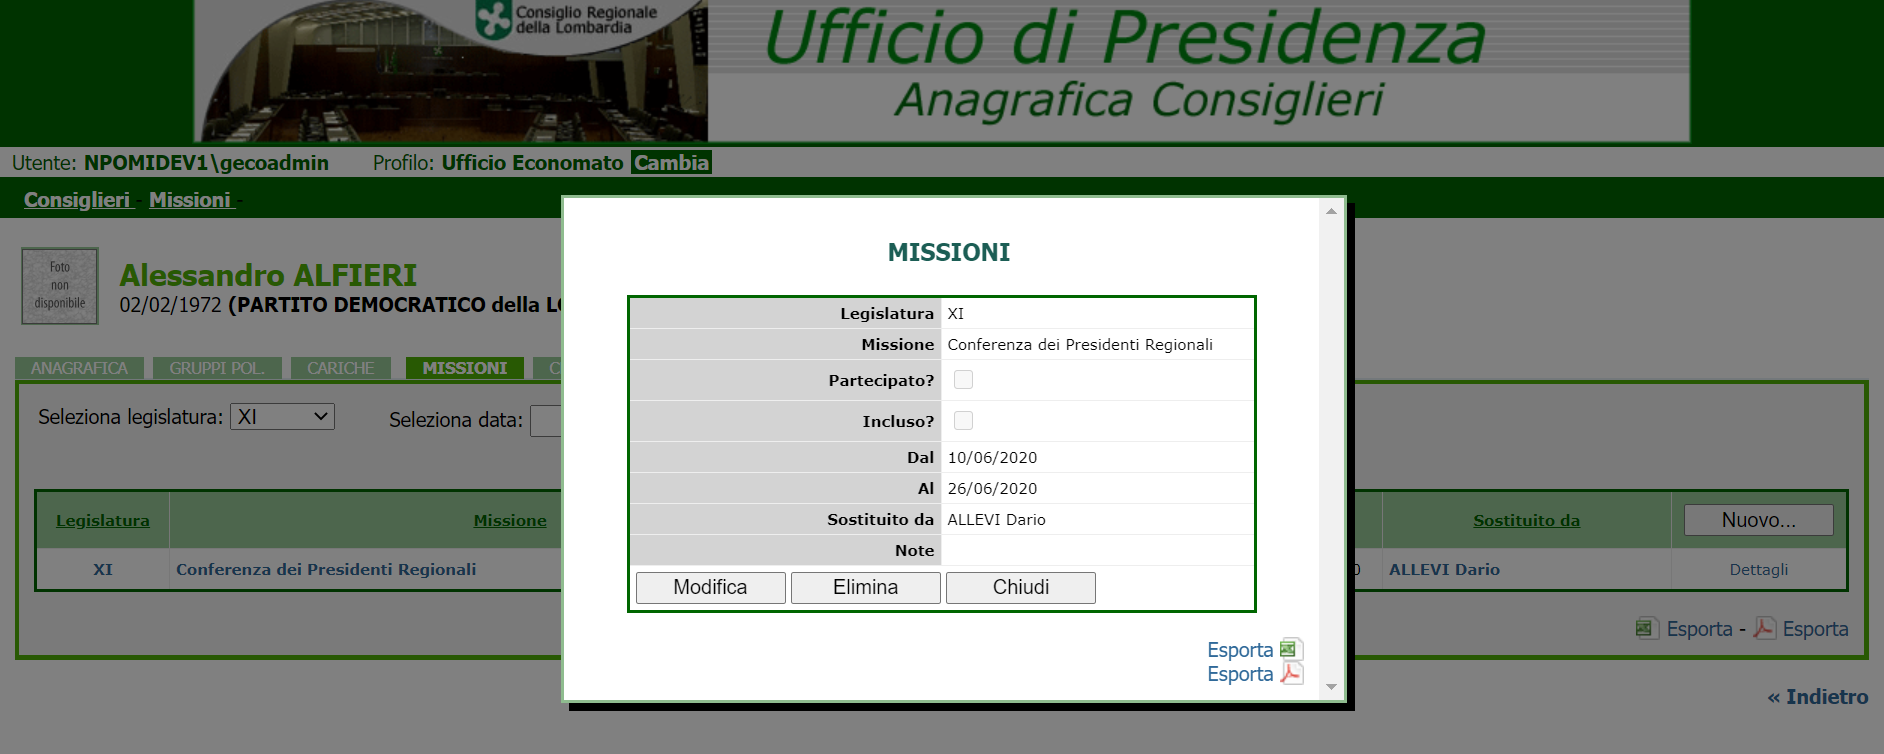 Consiglio Regionale
della Lombardia
Ufficio di Presidenza
Anagrafica Consiglieri
Utente: NPOMIDEV1\gecoadmin Profilo: Ufficio Economato Cambia
Consiglieri - Missioni -
Foto
non
disponibile
Alessandro ALFIERI
02/02/1972 (PARTITO DEMOCRATICO della
ANAGRAFICA GRUPPI POL. CARICHE MISSIONI
Seleziona legislatura: XI Seleziona data:
Legislatura Missione Sostituito da Nuovo...
XI Conferenza dei Presidenti Regionali ALLEVI Dario Dettagli
Esporta - Esporta
« Indietro
MISSIONI
Legislatura XI
Missione Conferenza dei Presidenti Regionali
Partecipato?
Incluso?
Dal 10/06/2020
Al 26/06/2020
Sostituito da ALLEVI Dario
Note
Modifica Elimina Chiudi
Esporta
Esporta